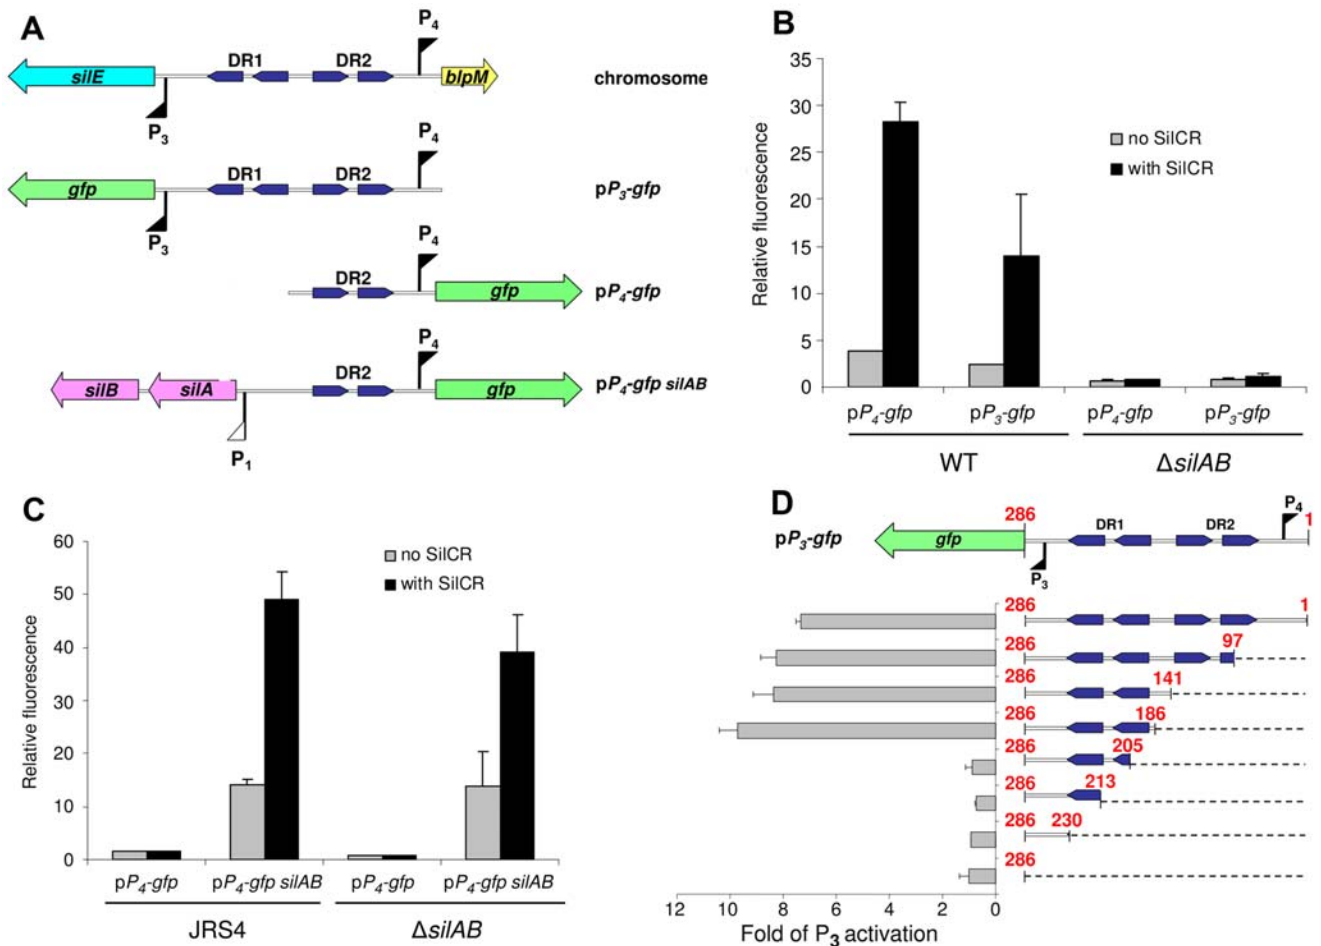 A
P4
DR1
DR2
silE
blpM
chromosome
P3
P4
DR1
DR2
gfp
pP3-gfp
P3
P4
DR2
gfp
pP4-gfp
P4
silB
silA
DR2
gfp
pP4-gfp silAB
P1
B
35
30
25
20
15
10
5
0
Relative fluorescence
no SilCR
with SilCR
pP4-gfp
pP3-gfp
pP4-gfp
pP3-gfp
WT
ΔsilAB
C
60
50
40
30
20
10
0
Relative fluorescence
no SilCR
with SilCR
pP4-gfp
pP4-gfp silAB
pP4-gfp
pP4-gfp silAB
JRS4
ΔsilAB
D
P4
286
1
pP3-gfp
gfp
DR1
DR2
P3
286
1
286
97
286
141
286
186
286
205
286
213
286
230
286
12
10
8
6
4
2
0
Fold of P3 activation